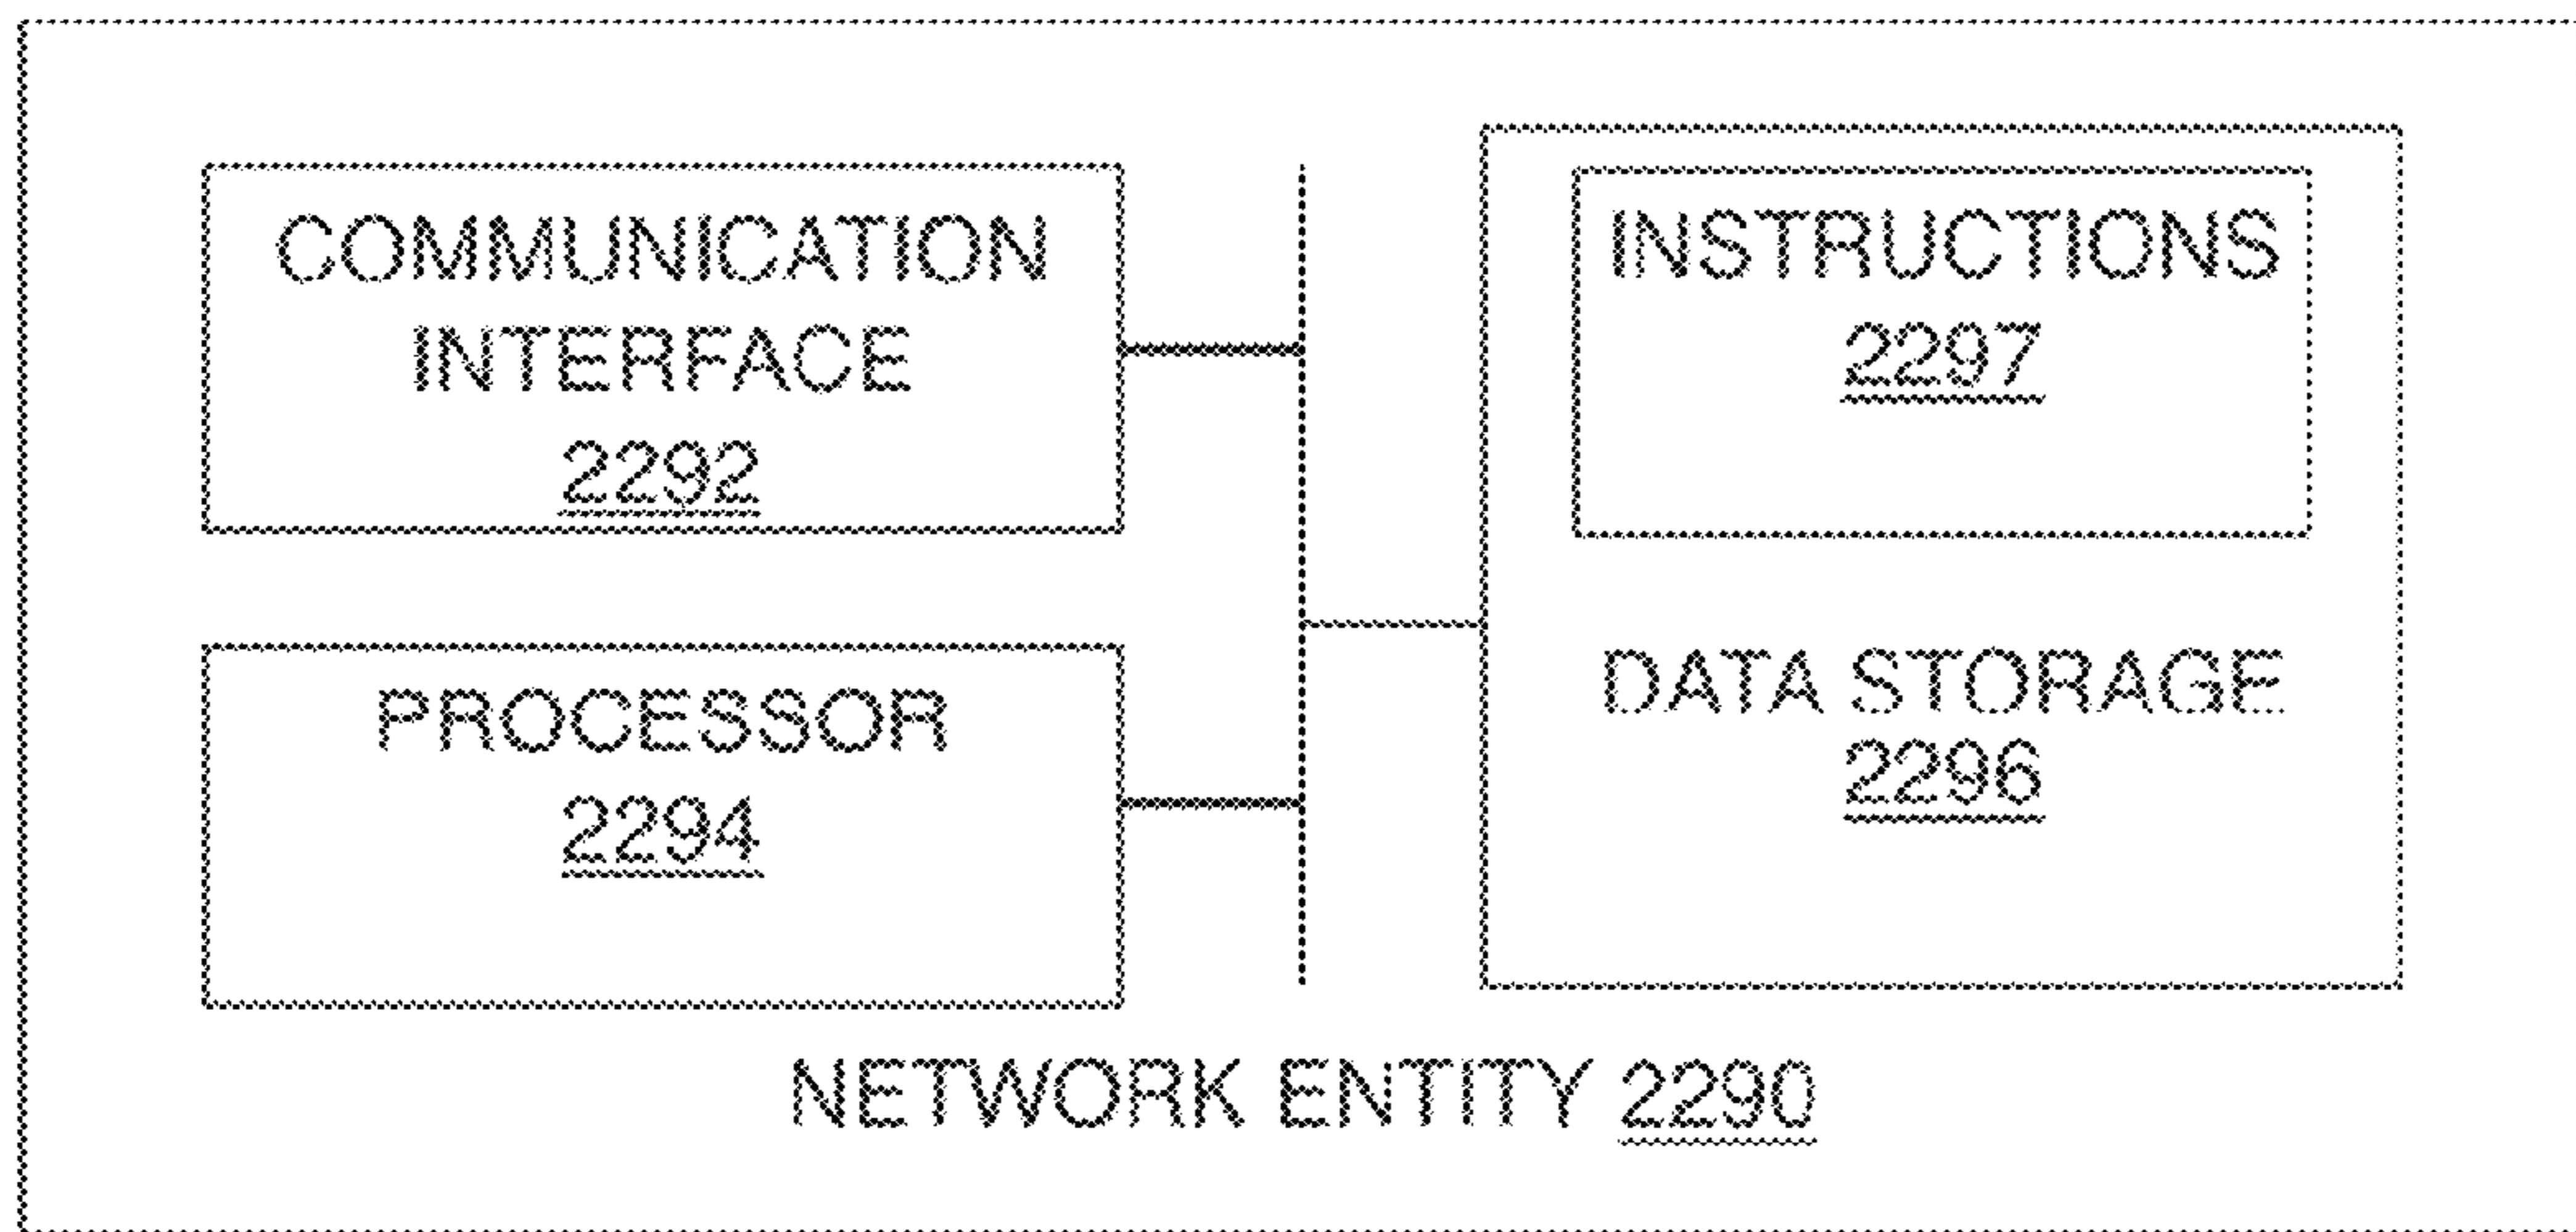 COMMUNICATION
INTERFACE
2292
PROCESSOR
2294
INSTRUCTIONS
2297
DATA STORAGE
2296
NETWORK ENTITY 2290